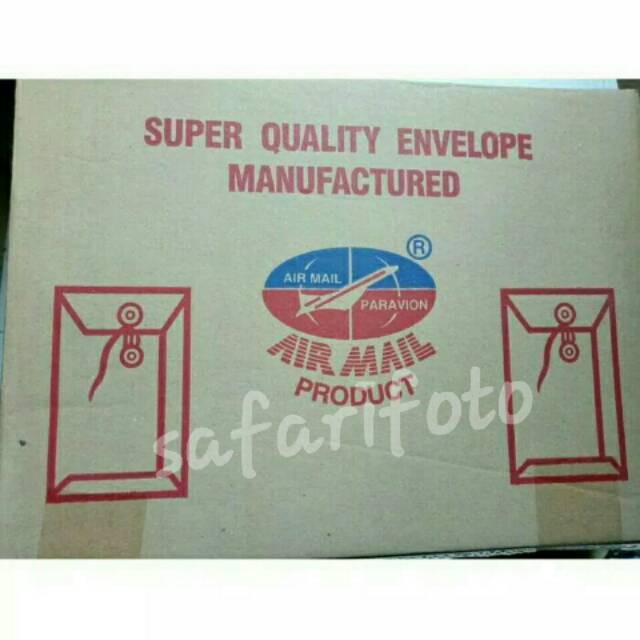 SUPER QUALITY ENVELOPE
MANUFACTURED
®
AIR MAIL
PARAVION
AIR MAIL
PRODUCT
safarifoto